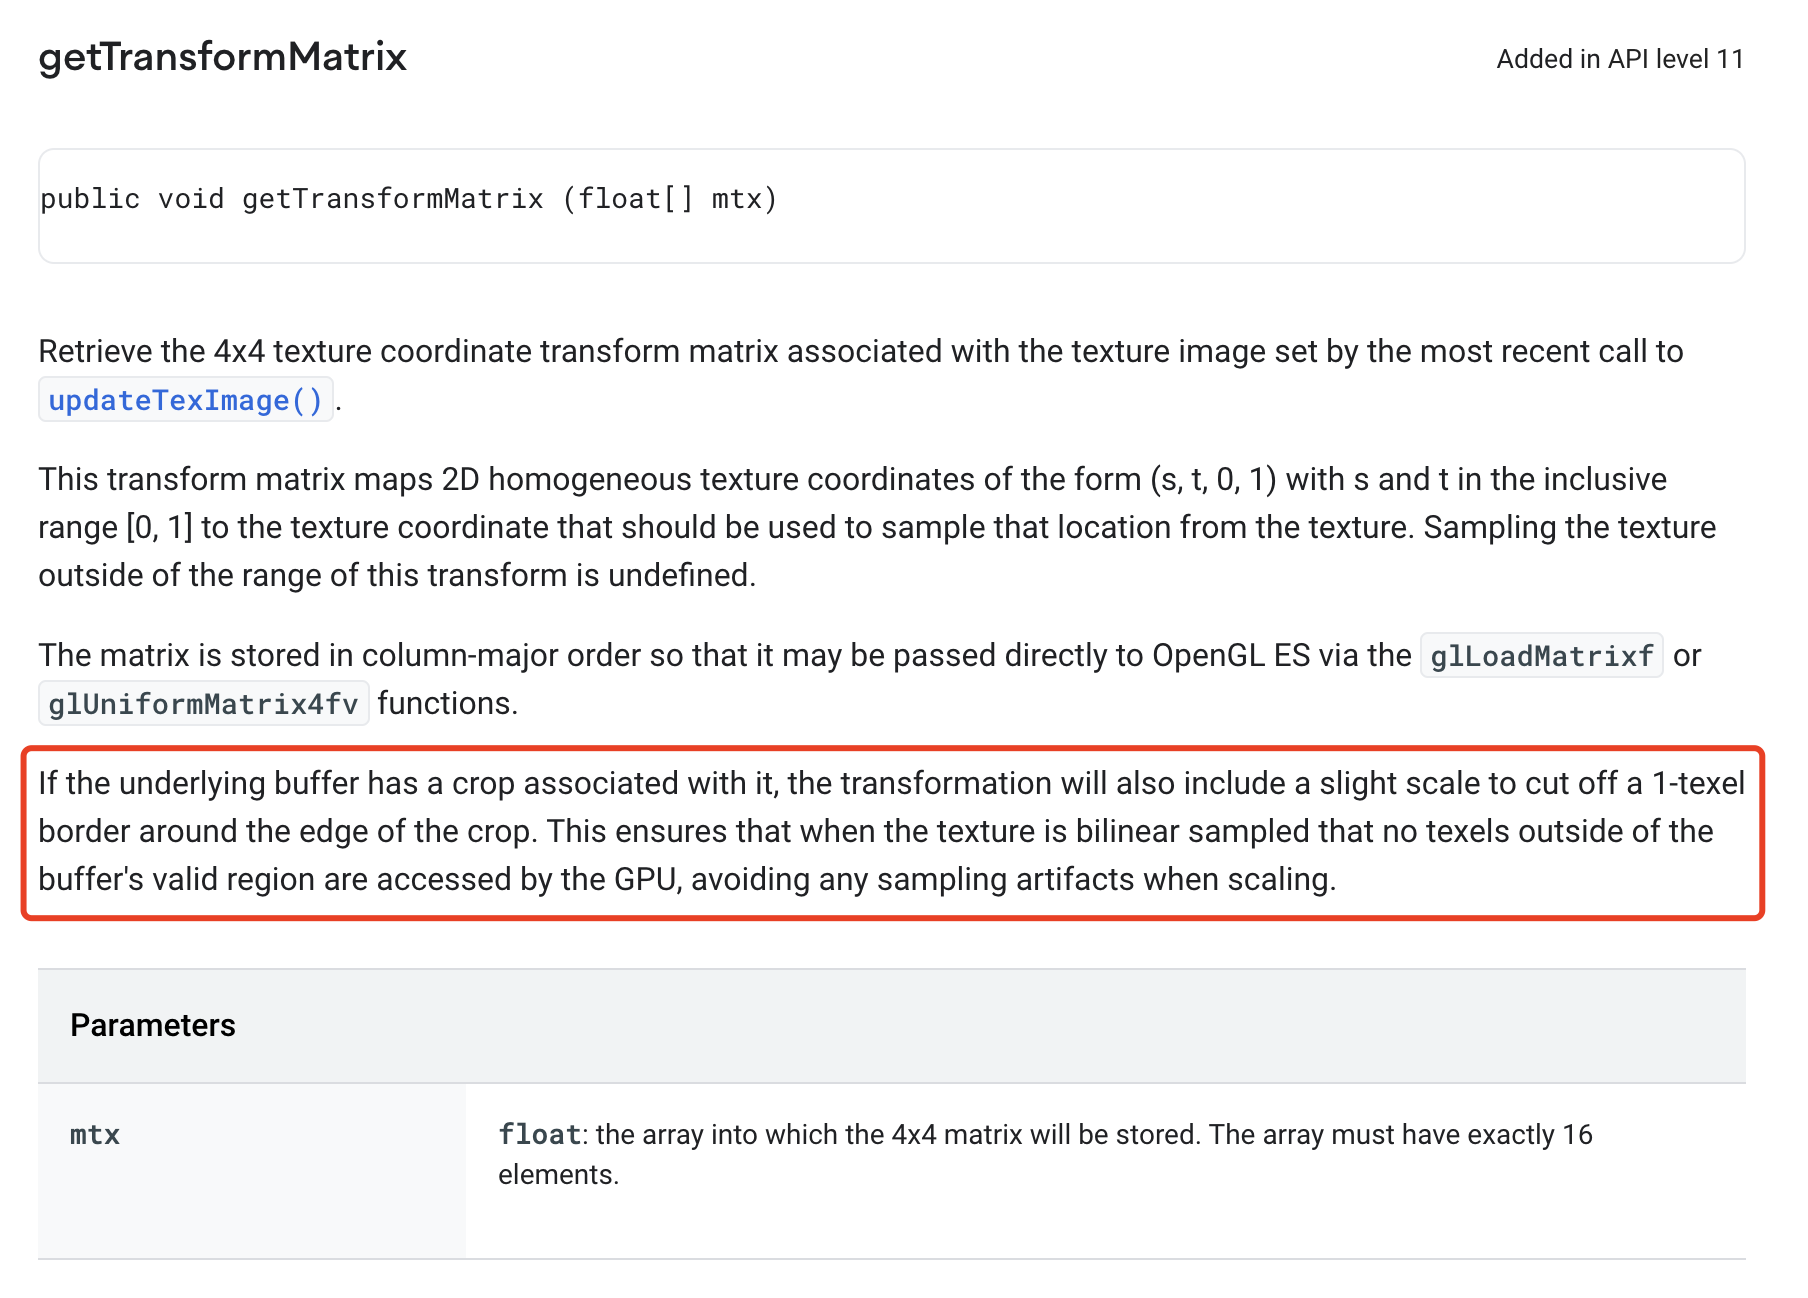 getTransformMatrix
Added in API level 11
public void getTransformMatrix (float[] mtx)
Retrieve the 4x4 texture coordinate transform matrix associated with the texture image set by the most recent call to
updateTexImage() .
This transform matrix maps 2D homogeneous texture coordinates of the form (s, t, 0, 1) with s and t in the inclusive
range [0, 1] to the texture coordinate that should be used to sample that location from the texture. Sampling the texture
outside of the range of this transform is undefined.
The matrix is stored in column-major order so that it may be passed directly to OpenGL ES via the glLoadMatrixf or
glUniformMatrix4fv functions.
If the underlying buffer has a crop associated with it, the transformation will also include a slight scale to cut off a 1-texel
border around the edge of the crop. This ensures that when the texture is bilinear sampled that no texels outside of the
buffer's valid region are accessed by the GPU, avoiding any sampling artifacts when scaling.
Parameters
mtx
float: the array into which the 4x4 matrix will be stored. The array must have exactly 16
elements.